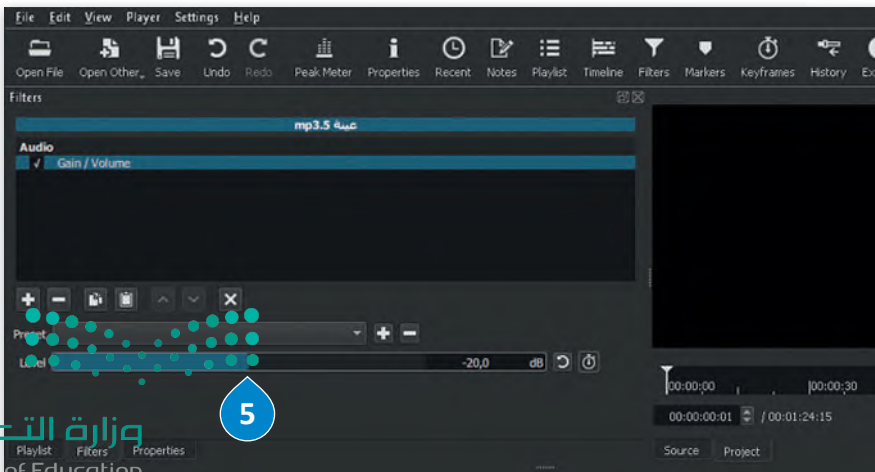 File Edit View Player Settings Help
Open File Open Other Save Undo Redo Peak Meter Properties Recent Notes Playlist Timeline Filters Markers Keyframes History
Filters
عينة 5.mp3
Audio
✓ Gain / Volume
Preset
Level -20,0 dB
00:00:00 00:00:30
5
00:00:00:01 / 00:01:24:15
وزارة التـ
Playlist Filters Properties Source Project
of Education